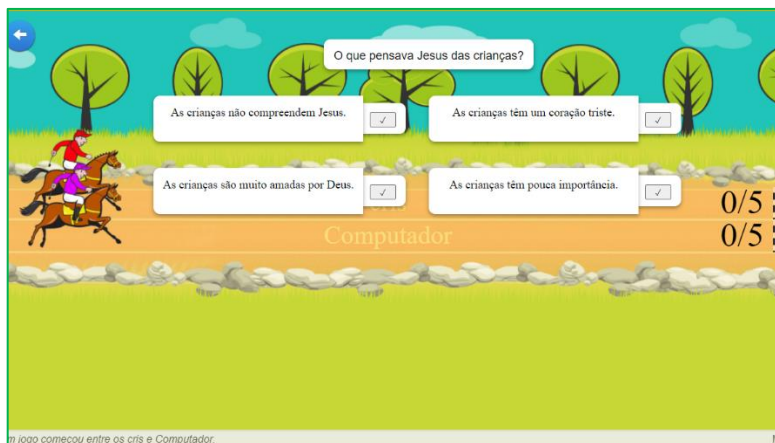 O que pensava Jesus das crianças?
As crianças não compreendem Jesus.
As crianças têm um coração triste.
As crianças são muito amadas por Deus.
As crianças têm pouca importância.
0/5
Computador
0/5
m jogo começou entre os cris e Computador.